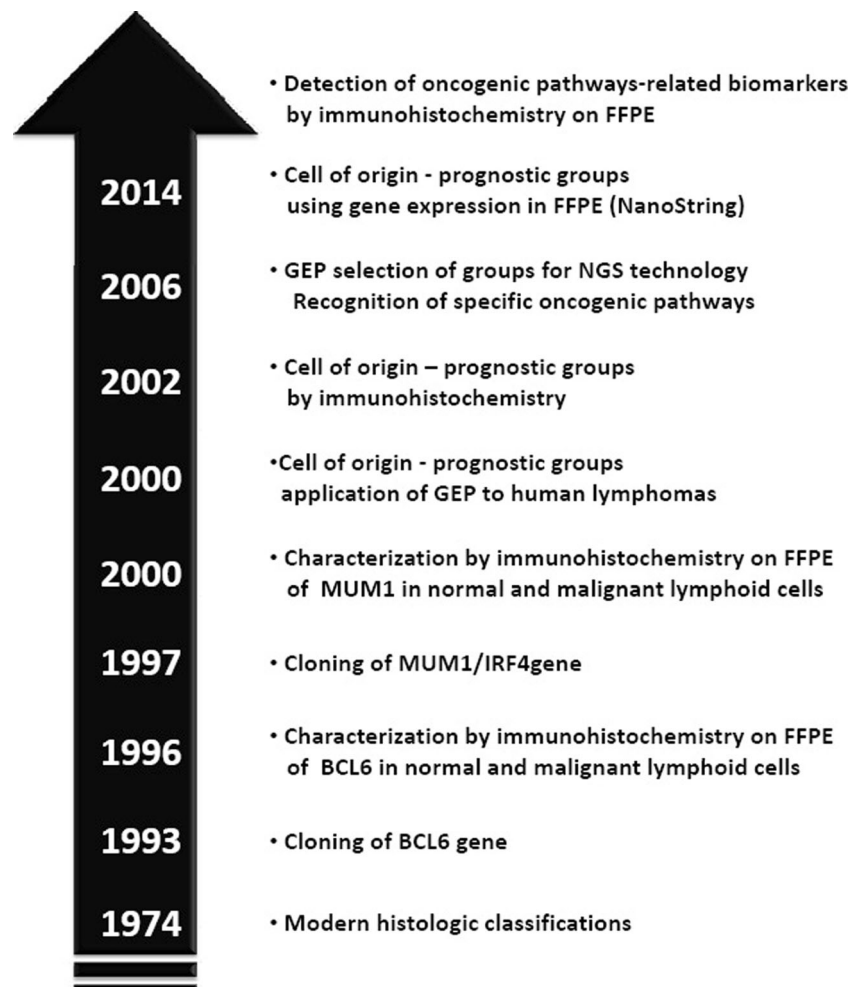 • Detection of oncogenic pathways-related biomarkers
by immunohistochemistry on FFPE
2014
• Cell of origin - prognostic groups
using gene expression in FFPE (NanoString)
2006
• GEP selection of groups for NGS technology
Recognition of specific oncogenic pathways
2002
• Cell of origin – prognostic groups
by immunohistochemistry
2000
•Cell of origin - prognostic groups
application of GEP to human lymphomas
2000
• Characterization by immunohistochemistry on FFPE
of MUM1 in normal and malignant lymphoid cells
1997
• Cloning of MUM1/IRF4gene
1996
• Characterization by immunohistochemistry on FFPE
of BCL6 in normal and malignant lymphoid cells
1993
• Cloning of BCL6 gene
1974
• Modern histologic classifications